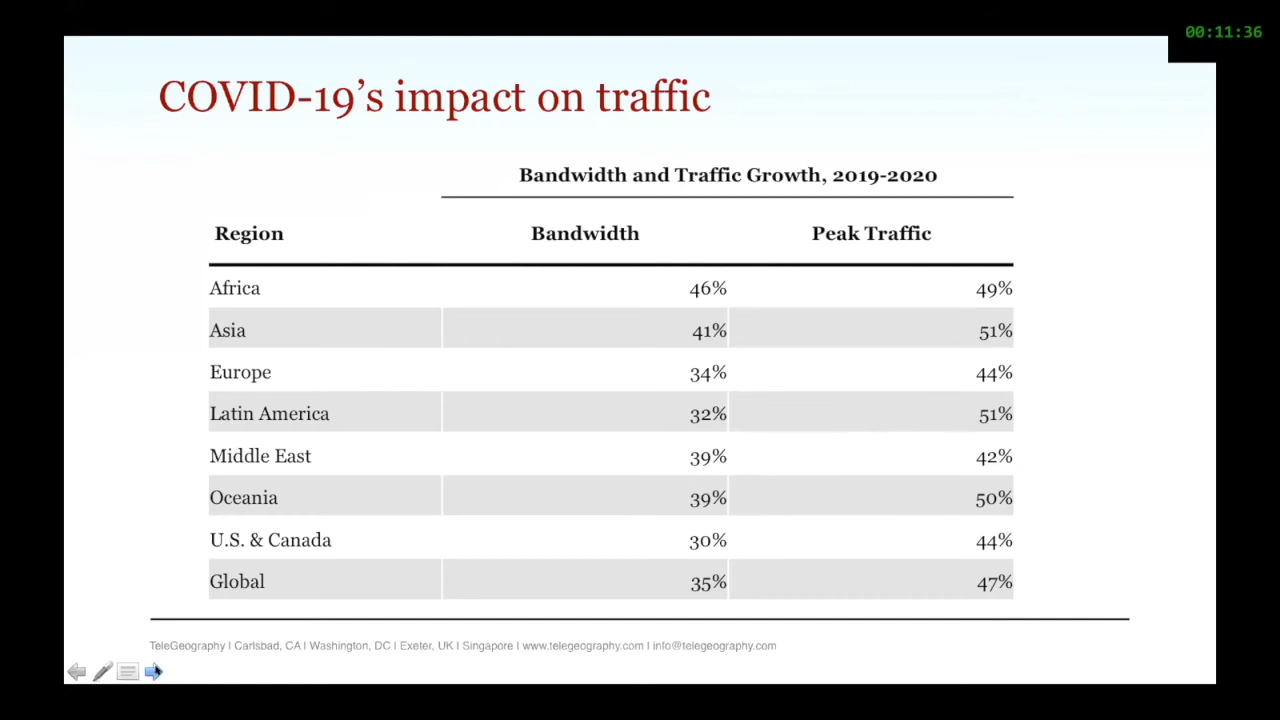 00:11:36
COVID-19’s impact on traffic
Bandwidth and Traffic Growth, 2019-2020
Region Bandwidth Peak Traffic
Africa 46% 49%
Asia 41% 51%
Europe 34% 44%
Latin America 32% 51%
Middle East 39% 42%
Oceania 39% 50%
U.S. & Canada 30% 44%
Global 35% 47%
TeleGeography I Carlsbad, CA I Washington, DC I Exeter, UK I Singapore I www.telegeography.com I info@telegeography.com